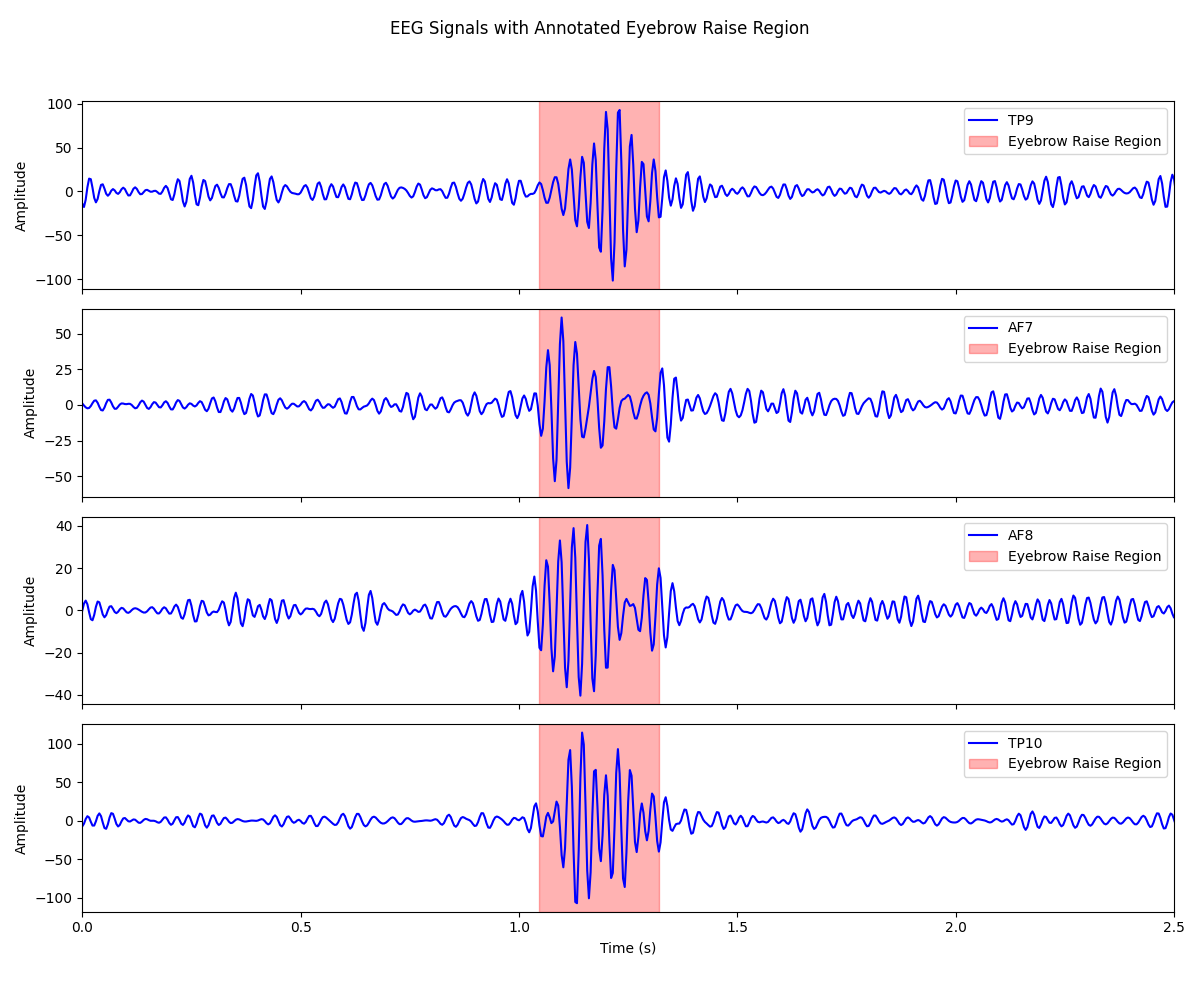 EEG Signals with Annotated Eyebrow Raise Region
100
50
0
−50
−100
Amplitude
TP9
Eyebrow Raise Region
50
25
0
−25
−50
Amplitude
AF7
Eyebrow Raise Region
40
20
0
−20
−40
Amplitude
AF8
Eyebrow Raise Region
100
50
0
−50
−100
Amplitude
TP10
Eyebrow Raise Region
0.0 0.5 1.0 1.5 2.0 2.5
Time (s)